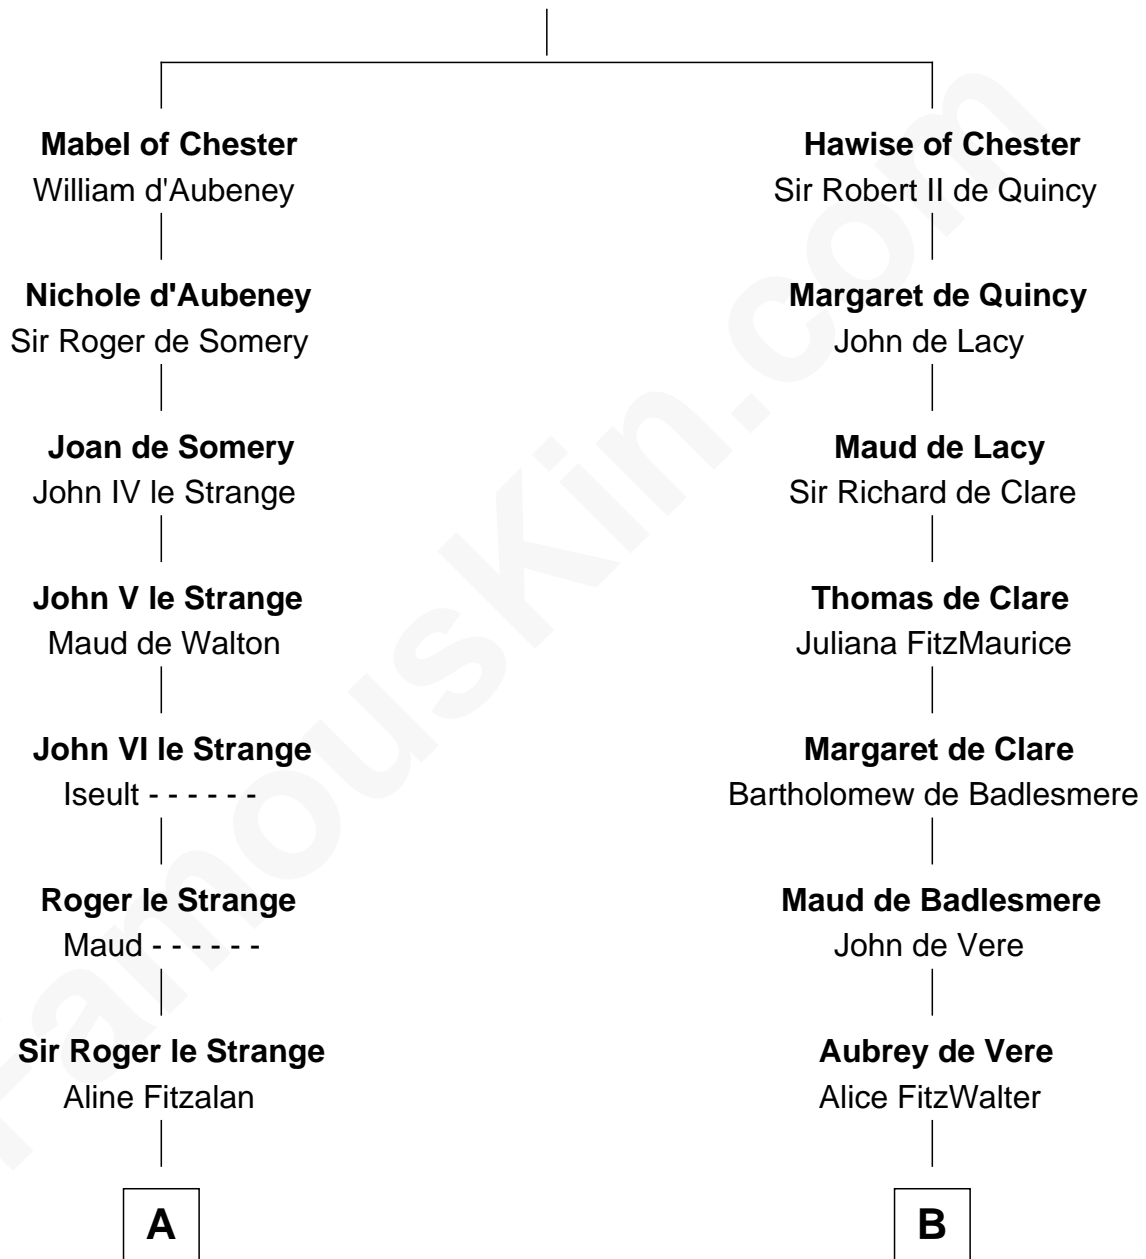 Mabel of Chester
William d'Aubeney
Nichole d'Aubeney
Sir Roger de Somery
Joan de Somery
John IV le Strange
John V le Strange
Maud de Walton
John VI le Strange
Iseult - - - - - -
Roger le Strange
Maud - - - - - -
Sir Roger le Strange
Aline Fitzalan
A
Hawise of Chester
Sir Robert II de Quincy
Margaret de Quincy
John de Lacy
Maud de Lacy
Sir Richard de Clare
Thomas de Clare
Juliana FitzMaurice
Margaret de Clare
Bartholomew de Badlesmere
Maud de Badlesmere
John de Vere
Aubrey de Vere
Alice FitzWalter
B
FamousKin.com